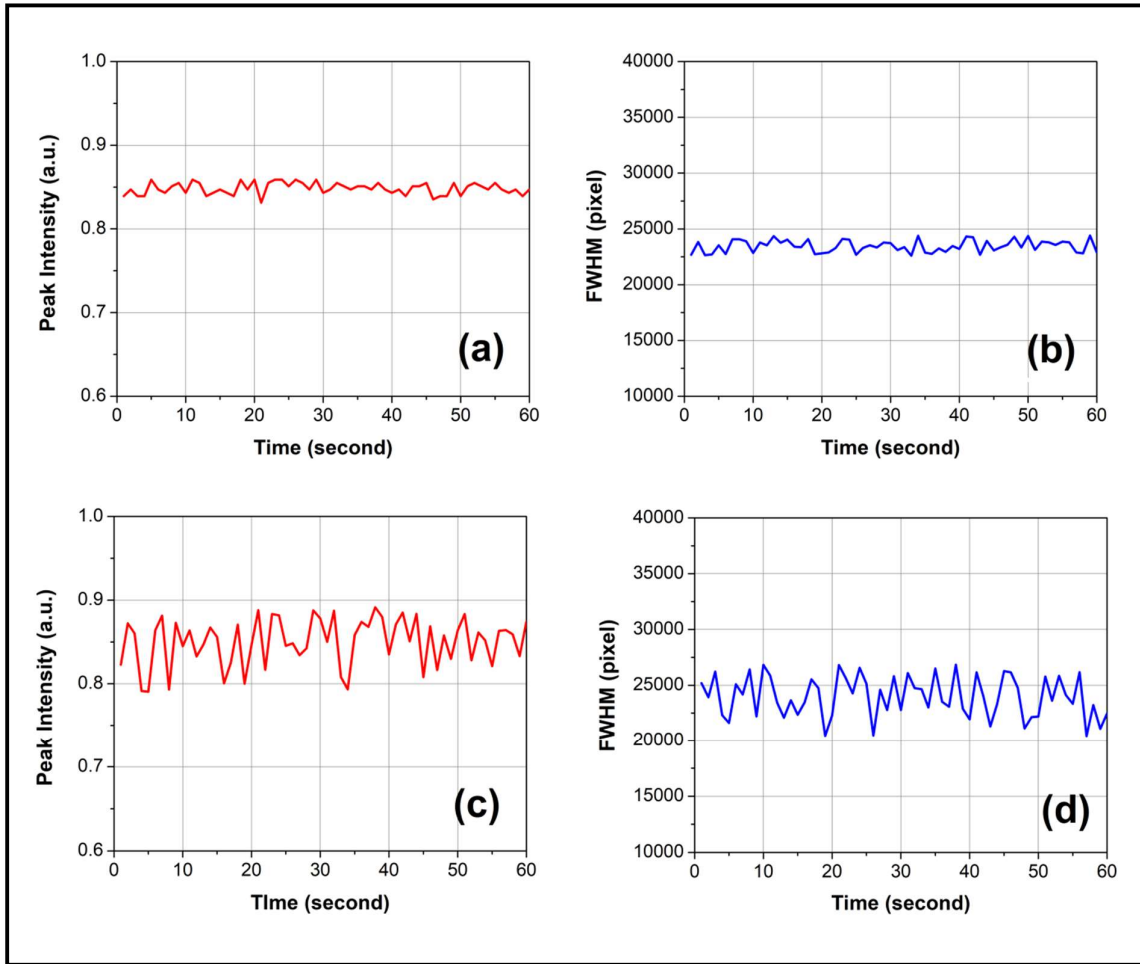 1.0
0.9
0.8
0.7
0.6
Peak Intensity (a.u.)
0 10 20 30 40 50 60
Time (second)
(a)
40000
35000
30000
25000
20000
15000
10000
FWHM (pixel)
0 10 20 30 40 50 60
Time (second)
(b)
1.0
0.9
0.8
0.7
0.6
Peak Intensity (a.u.)
0 10 20 30 40 50 60
TIme (second)
(c)
40000
35000
30000
25000
20000
15000
10000
FWHM (pixel)
0 10 20 30 40 50 60
Time (second)
(d)